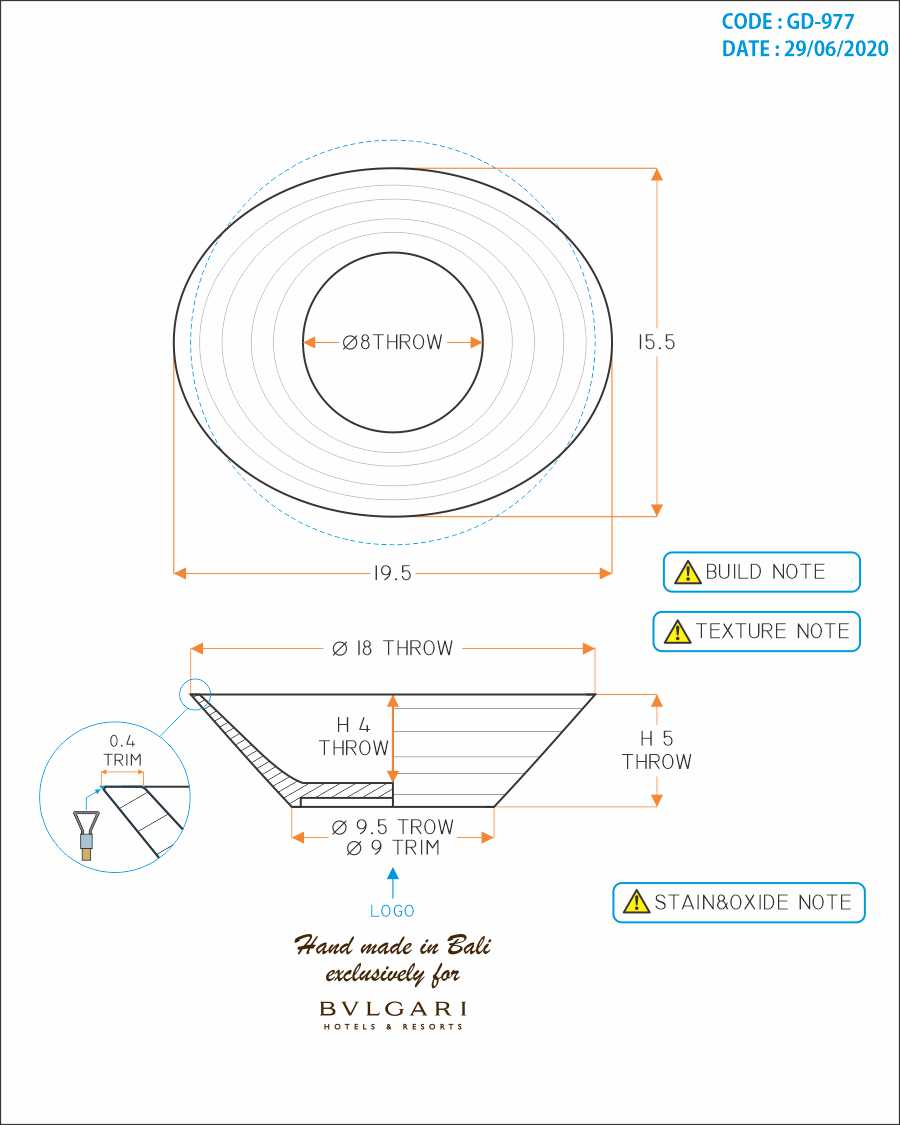 CODE : GD-977
DATE : 29/06/2020
Ø8THROW
15.5
19.5
BUILD NOTE
TEXTURE NOTE
Ø 18 THROW
H 4
THROW
H 5
THROW
0.4
TRIM
Ø 9.5 TROW
Ø 9 TRIM
STAIN&OXIDE NOTE
LOGO
Hand made in Bali
exclusively for
BVLGARI
HOTELS & RESORTS